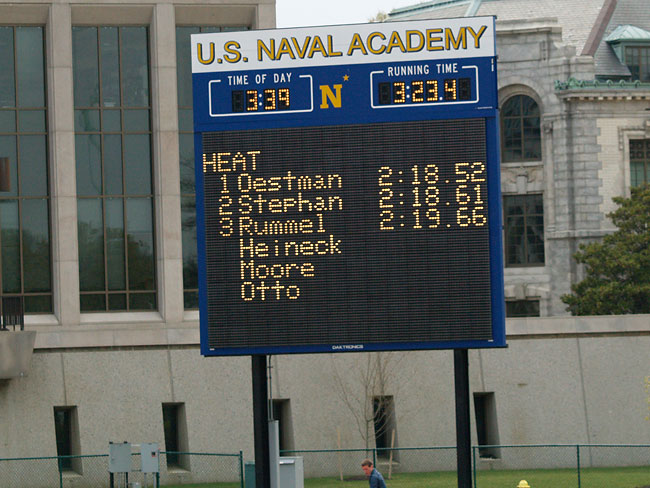 U.S. NAVAL ACADEMY
TIME OF DAY
3:39
N
RUNNING TIME
3:23.4
HEAT
1 Oestman 2:18.52
2 Stephan 2:18.61
3 Rummel 2:19.66
Heineck
Moore
Otto
DAKTRONICS